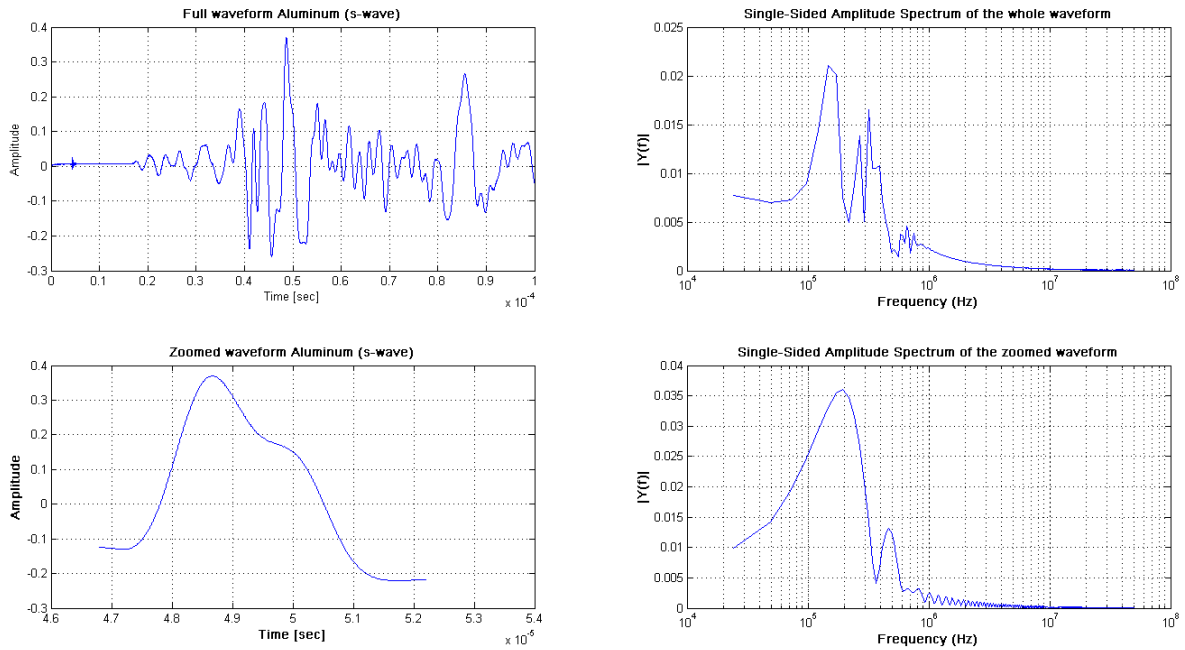 Full waveform Aluminum (s-wave)
0.4
0.3
0.2
0.1
0
-0.1
-0.2
-0.3
Amplitude
0 0.1 0.2 0.3 0.4 0.5 0.6 0.7 0.8 0.9 1
Time [sec]
x 10^-4
Single-Sided Amplitude Spectrum of the whole waveform
0.025
0.02
0.015
0.01
0.005
0
|Y(f)|
10^4 10^5 10^6 10^7 10^8
Frequency (Hz)
Zoomed waveform Aluminum (s-wave)
0.4
0.3
0.2
0.1
0
-0.1
-0.2
-0.3
Amplitude
4.6 4.7 4.8 4.9 5 5.1 5.2 5.3 5.4
Time [sec]
x 10^-5
Single-Sided Amplitude Spectrum of the zoomed waveform
0.04
0.035
0.03
0.025
0.02
0.015
0.01
0.005
0
|Y(f)|
10^4 10^5 10^6 10^7 10^8
Frequency (Hz)